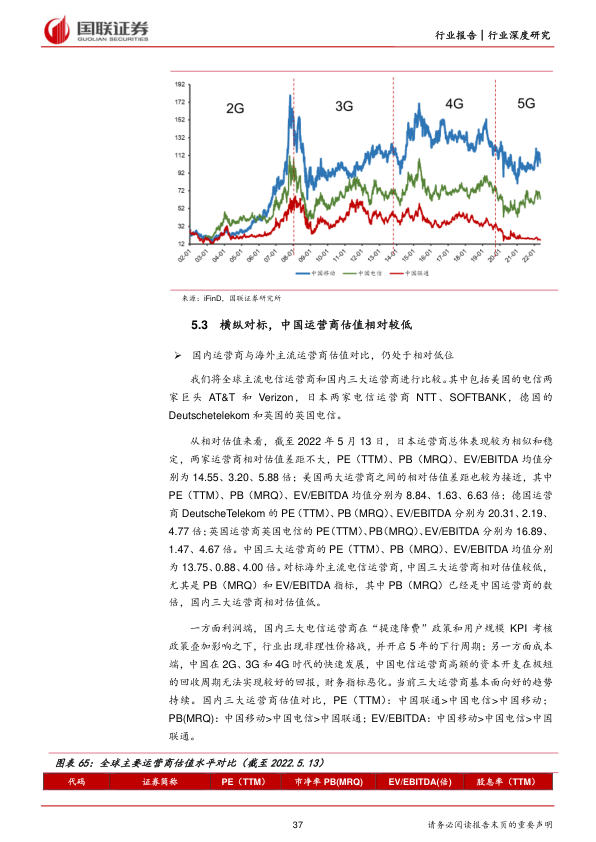 国联证券
GUOLIAN SECURITIES
行业报告│行业深度研究
192
172
152
132
112
92
72
52
32
12
2G
3G
4G
5G
02-01
03-01
04-01
05-01
06-01
07-01
08-01
09-01
10-01
11-01
12-01
13-01
14-01
15-01
16-01
17-01
18-01
19-01
20-01
21-01
22-01
中国移动
中国电信
中国联通
来源：iFinD，国联证券研究所
5.3 横纵对标，中国运营商估值相对较低
➢ 国内运营商与海外主流运营商估值对比，仍处于相对低位
我们将全球主流电信运营商和国内三大运营商进行比较。其中包括美国的电信两
家巨头 AT&T 和 Verizon，日本两家电信运营商 NTT、SOFTBANK，德国的
Deutschetelekom 和英国的英国电信。
从相对估值来看，截至 2022 年 5 月 13 日，日本运营商总体表现较为相似和稳
定，两家运营商相对估值差距不大，PE（TTM）、PB（MRQ）、EV/EBITDA 均值分
别为 14.55、3.20、5.88 倍；美国两大运营商之间的相对估值差距也较为接近，其中
PE（TTM）、PB（MRQ）、EV/EBITDA 均值分别为 8.84、1.63、6.63 倍；德国运营
商 DeutscheTelekom 的 PE（TTM）、PB（MRQ）、EV/EBITDA 分别为 20.31、2.19、
4.77 倍；英国运营商英国电信的 PE（TTM）、PB（MRQ）、EV/EBITDA 分别为 16.89、
1.47、4.67 倍。中国三大运营商的 PE（TTM）、PB（MRQ）、EV/EBITDA 均值分别
为 13.75、0.88、4.00 倍。对标海外主流电信运营商，中国三大运营商相对估值较低，
尤其是 PB（MRQ）和 EV/EBITDA 指标，其中 PB（MRQ）已经是中国运营商的数
倍，国内三大运营商相对估值低。
一方面利润端，国内三大电信运营商在“提速降费”政策和用户规模 KPI 考核
政策叠加影响之下，行业出现非理性价格战，并开启 5 年的下行周期；另一方面成本
端，中国在 2G、3G 和 4G 时代的快速发展，中国电信运营商高额的资本开支在极短
的回收周期无法实现较好的回报，财务指标恶化。当前三大运营商基本面向好的趋势
持续。国内三大运营商估值对比，PE（TTM）：中国联通>中国电信>中国移动；
PB(MRQ)：中国移动>中国电信>中国联通；EV/EBITDA：中国移动>中国电信>中国
联通。
图表 65：全球主要运营商估值水平对比（截至 2022.5.13）
代码 证券简称 PE（TTM） 市净率 PB(MRQ) EV/EBITDA(倍) 股息率（TTM）
37
请务必阅读报告末页的重要声明